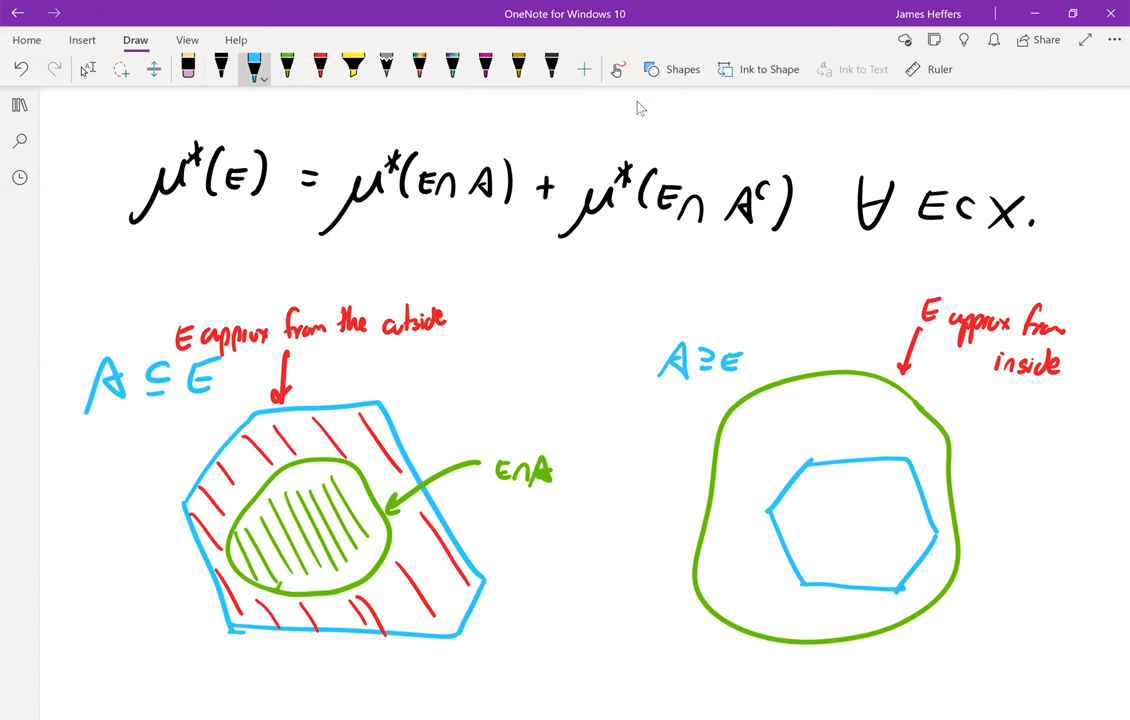 OneNote for Windows 10
James Heffers
Home Insert Draw View Help
Share
Shapes Ink to Shape Ink to Text Ruler
μ*(E) = μ*(E∩A) + μ*(E∩Aᶜ) ∀ E⊂X.
E approx from the outside
A ⊆ E
E∩A
E approx from
inside
A⊇E